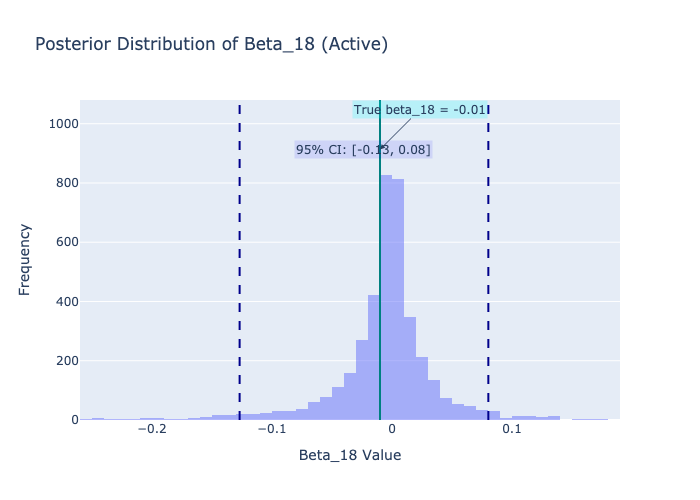 Posterior Distribution of Beta_18 (Active)
True beta_18 = -0.01
95% CI: [-0.13, 0.08]
1000
800
600
400
200
0
−0.2
−0.1
0
0.1
Frequency
Beta_18 Value